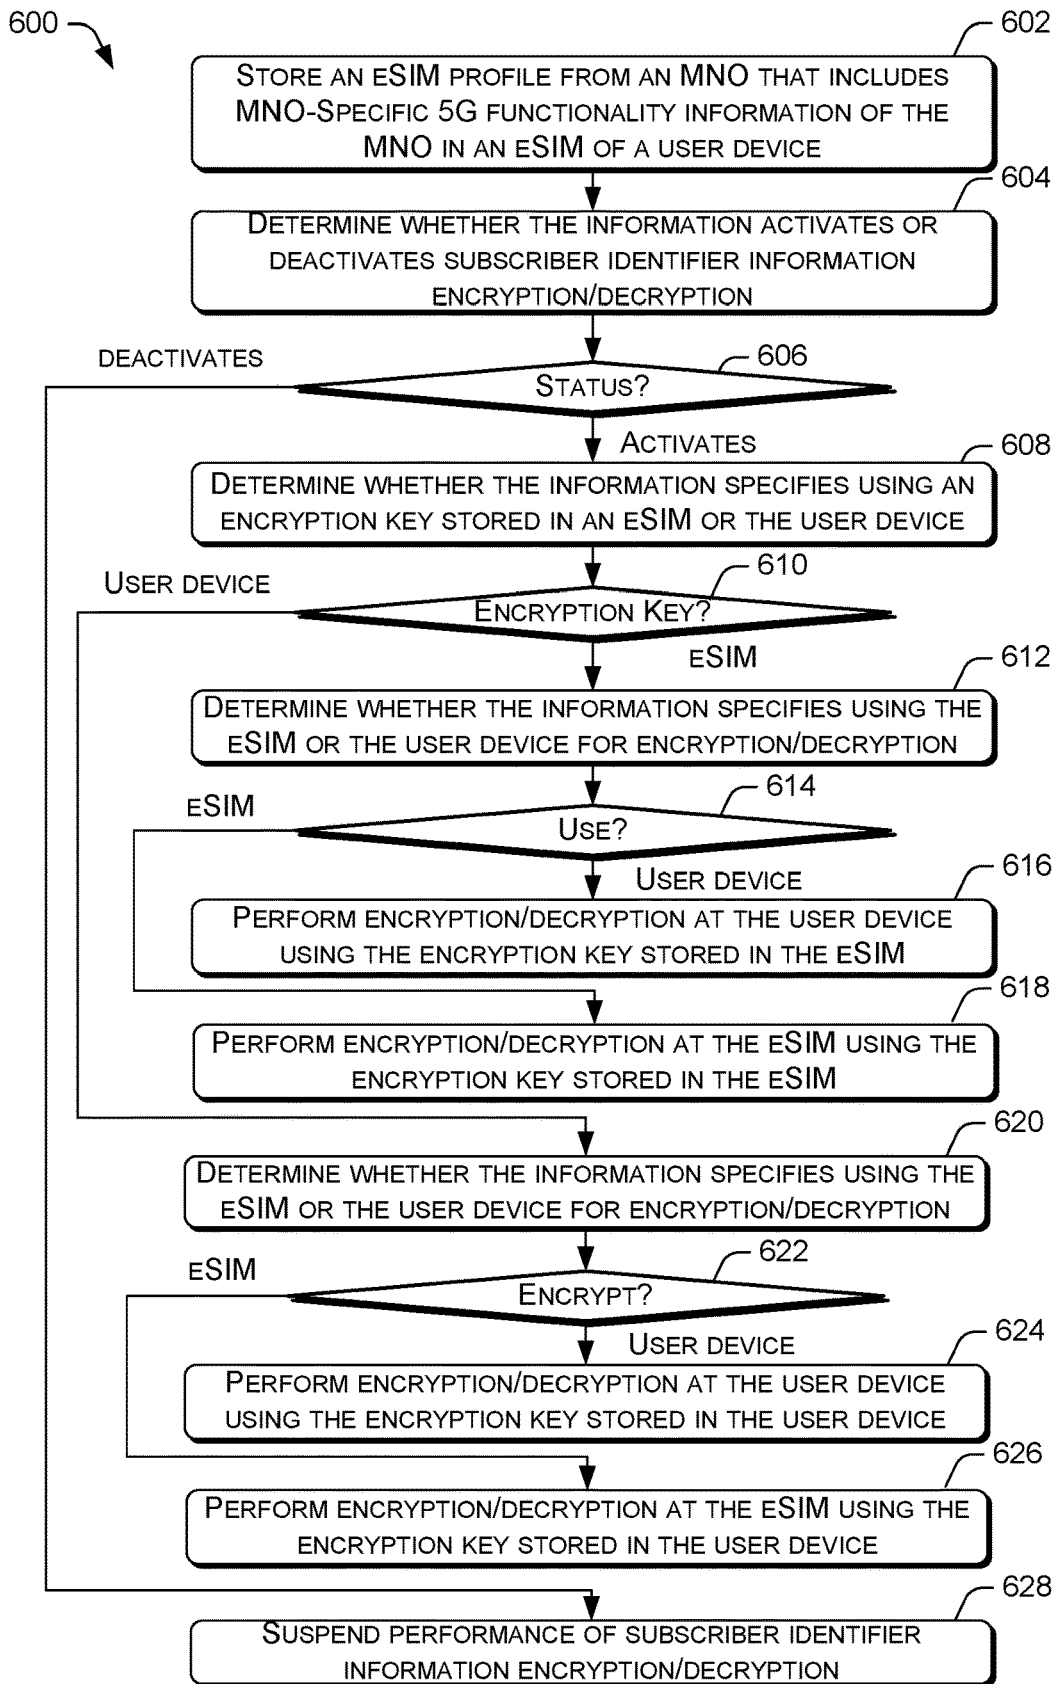 600
602
STORE AN eSIM PROFILE FROM AN MNO THAT INCLUDES
MNO-SPECIFIC 5G FUNCTIONALITY INFORMATION OF THE
MNO IN AN eSIM OF A USER DEVICE
604
DETERMINE WHETHER THE INFORMATION ACTIVATES OR
DEACTIVATES SUBSCRIBER IDENTIFIER INFORMATION
ENCRYPTION/DECRYPTION
DEACTIVATES
606
STATUS?
ACTIVATES
608
DETERMINE WHETHER THE INFORMATION SPECIFIES USING AN
ENCRYPTION KEY STORED IN AN eSIM OR THE USER DEVICE
USER DEVICE
610
ENCRYPTION KEY?
eSIM
612
DETERMINE WHETHER THE INFORMATION SPECIFIES USING THE
eSIM OR THE USER DEVICE FOR ENCRYPTION/DECRYPTION
eSIM
614
USE?
USER DEVICE
616
PERFORM ENCRYPTION/DECRYPTION AT THE USER DEVICE
USING THE ENCRYPTION KEY STORED IN THE eSIM
618
PERFORM ENCRYPTION/DECRYPTION AT THE eSIM USING THE
ENCRYPTION KEY STORED IN THE eSIM
620
DETERMINE WHETHER THE INFORMATION SPECIFIES USING THE
eSIM OR THE USER DEVICE FOR ENCRYPTION/DECRYPTION
eSIM
622
ENCRYPT?
USER DEVICE
624
PERFORM ENCRYPTION/DECRYPTION AT THE USER DEVICE
USING THE ENCRYPTION KEY STORED IN THE USER DEVICE
626
PERFORM ENCRYPTION/DECRYPTION AT THE eSIM USING THE
ENCRYPTION KEY STORED IN THE USER DEVICE
628
SUSPEND PERFORMANCE OF SUBSCRIBER IDENTIFIER
INFORMATION ENCRYPTION/DECRYPTION